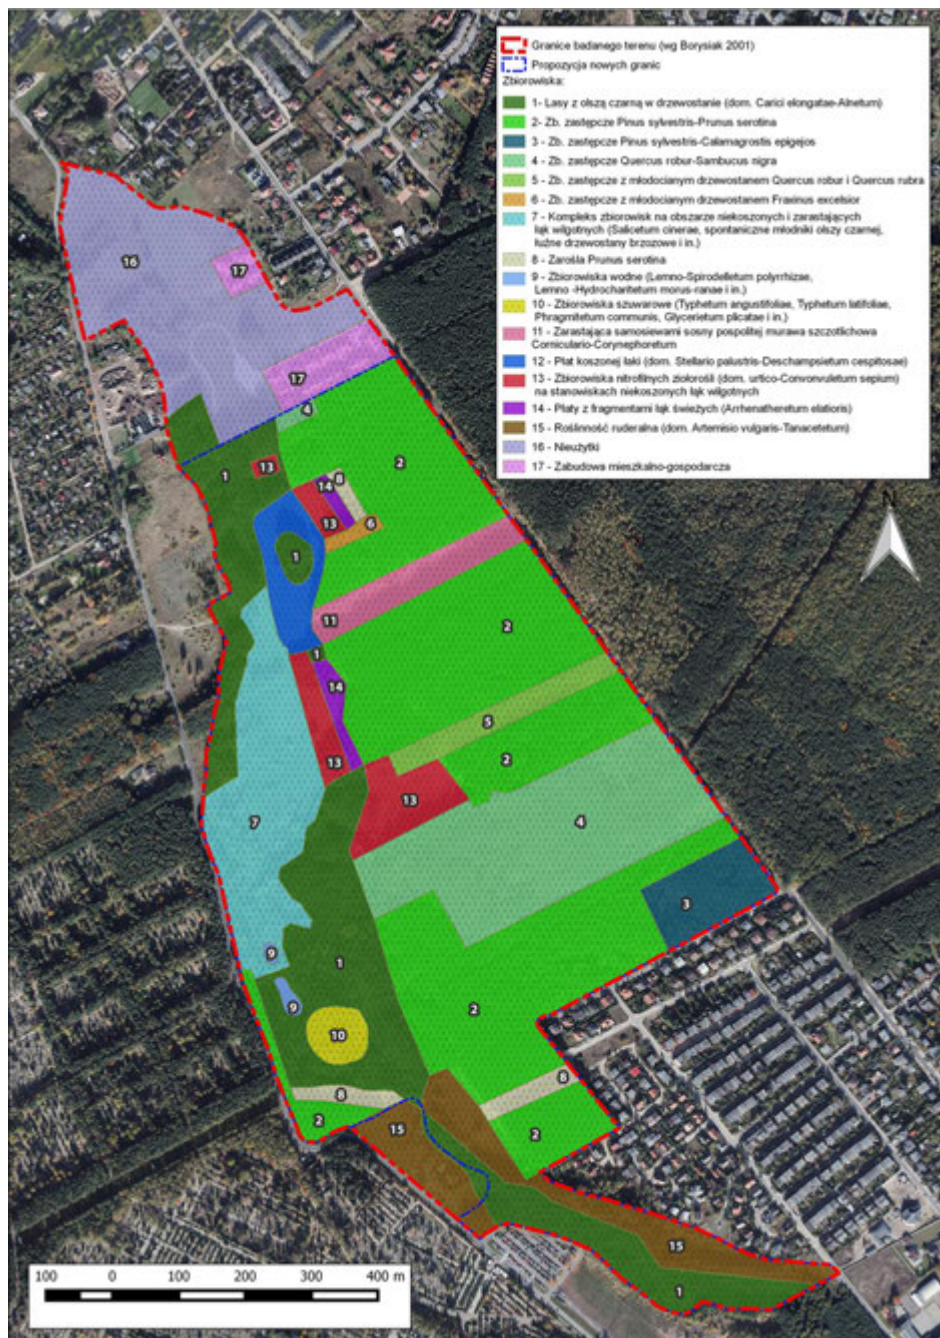 Granice badanego terenu (wg Borysiak 2001)
Propozycja nowych granic
Zbiorowiska:
1- Lasy z olszą czarną w drzewostanie (dom. Carici elongatae-Alnetum)
2- Zb. zastępcze Pinus sylvestris-Prunus serotina
3 - Zb. zastępcze Pinus sylvestris-Calamagrostis epigejos
4 - Zb. zastępcze Quercus robur-Sambucus nigra
5 - Zb. zastępcze z młodocianym drzewostanem Quercus robur i Quercus rubra
6 - Zb. zastępcze z młodocianym drzewostanem Fraxinus excelsior
7 - Kompleks zbiorowisk na obszarze niekoszonych i zarastających
łąk wilgotnych (Salicetum cinerae, spontaniczne młodniki olszy czarnej,
luźne drzewostany brzozowe i in.)
8 - Zarośla Prunus serotina
9 - Zbiorowiska wodne (Lemno-Spirodelletum polyrrhizae,
Lemno -Hydrocharitetum morus-ranae i in.)
10 - Zbiorowiska szuwarowe (Typhetum angustifoliae, Typhetum latifoliae,
Phragmitetum communis, Glycerietum plicatae i in.)
11 - Zarastająca samosiewami sosny pospolitej murawa szczotlichowa
Corniculario-Corynephoretum
12 - Płat koszonej łąki (dom. Stellario palustris-Deschampsietum cespitosae)
13 - Zbiorowiska nitrofilnych ziołorośli (dom. urtico-Convonvuletum sepium)
na stanowiskach niekoszonych łąk wilgotnych
14 - Płaty z fragmentami łąk świeżych (Arrhenatheretum elatioris)
15 - Roślinność ruderalna (dom. Artemisio vulgaris-Tanacetetum)
16 - Nieużytki
17 - Zabudowa mieszkalno-gospodarcza
N
16
17
17
4
2
1
13
8
14
13
6
1
11
2
1
14
5
13
2
13
7
4
3
9
1
9
2
10
8
8
2
15
2
15
1
100 0 100 200 300 400 m